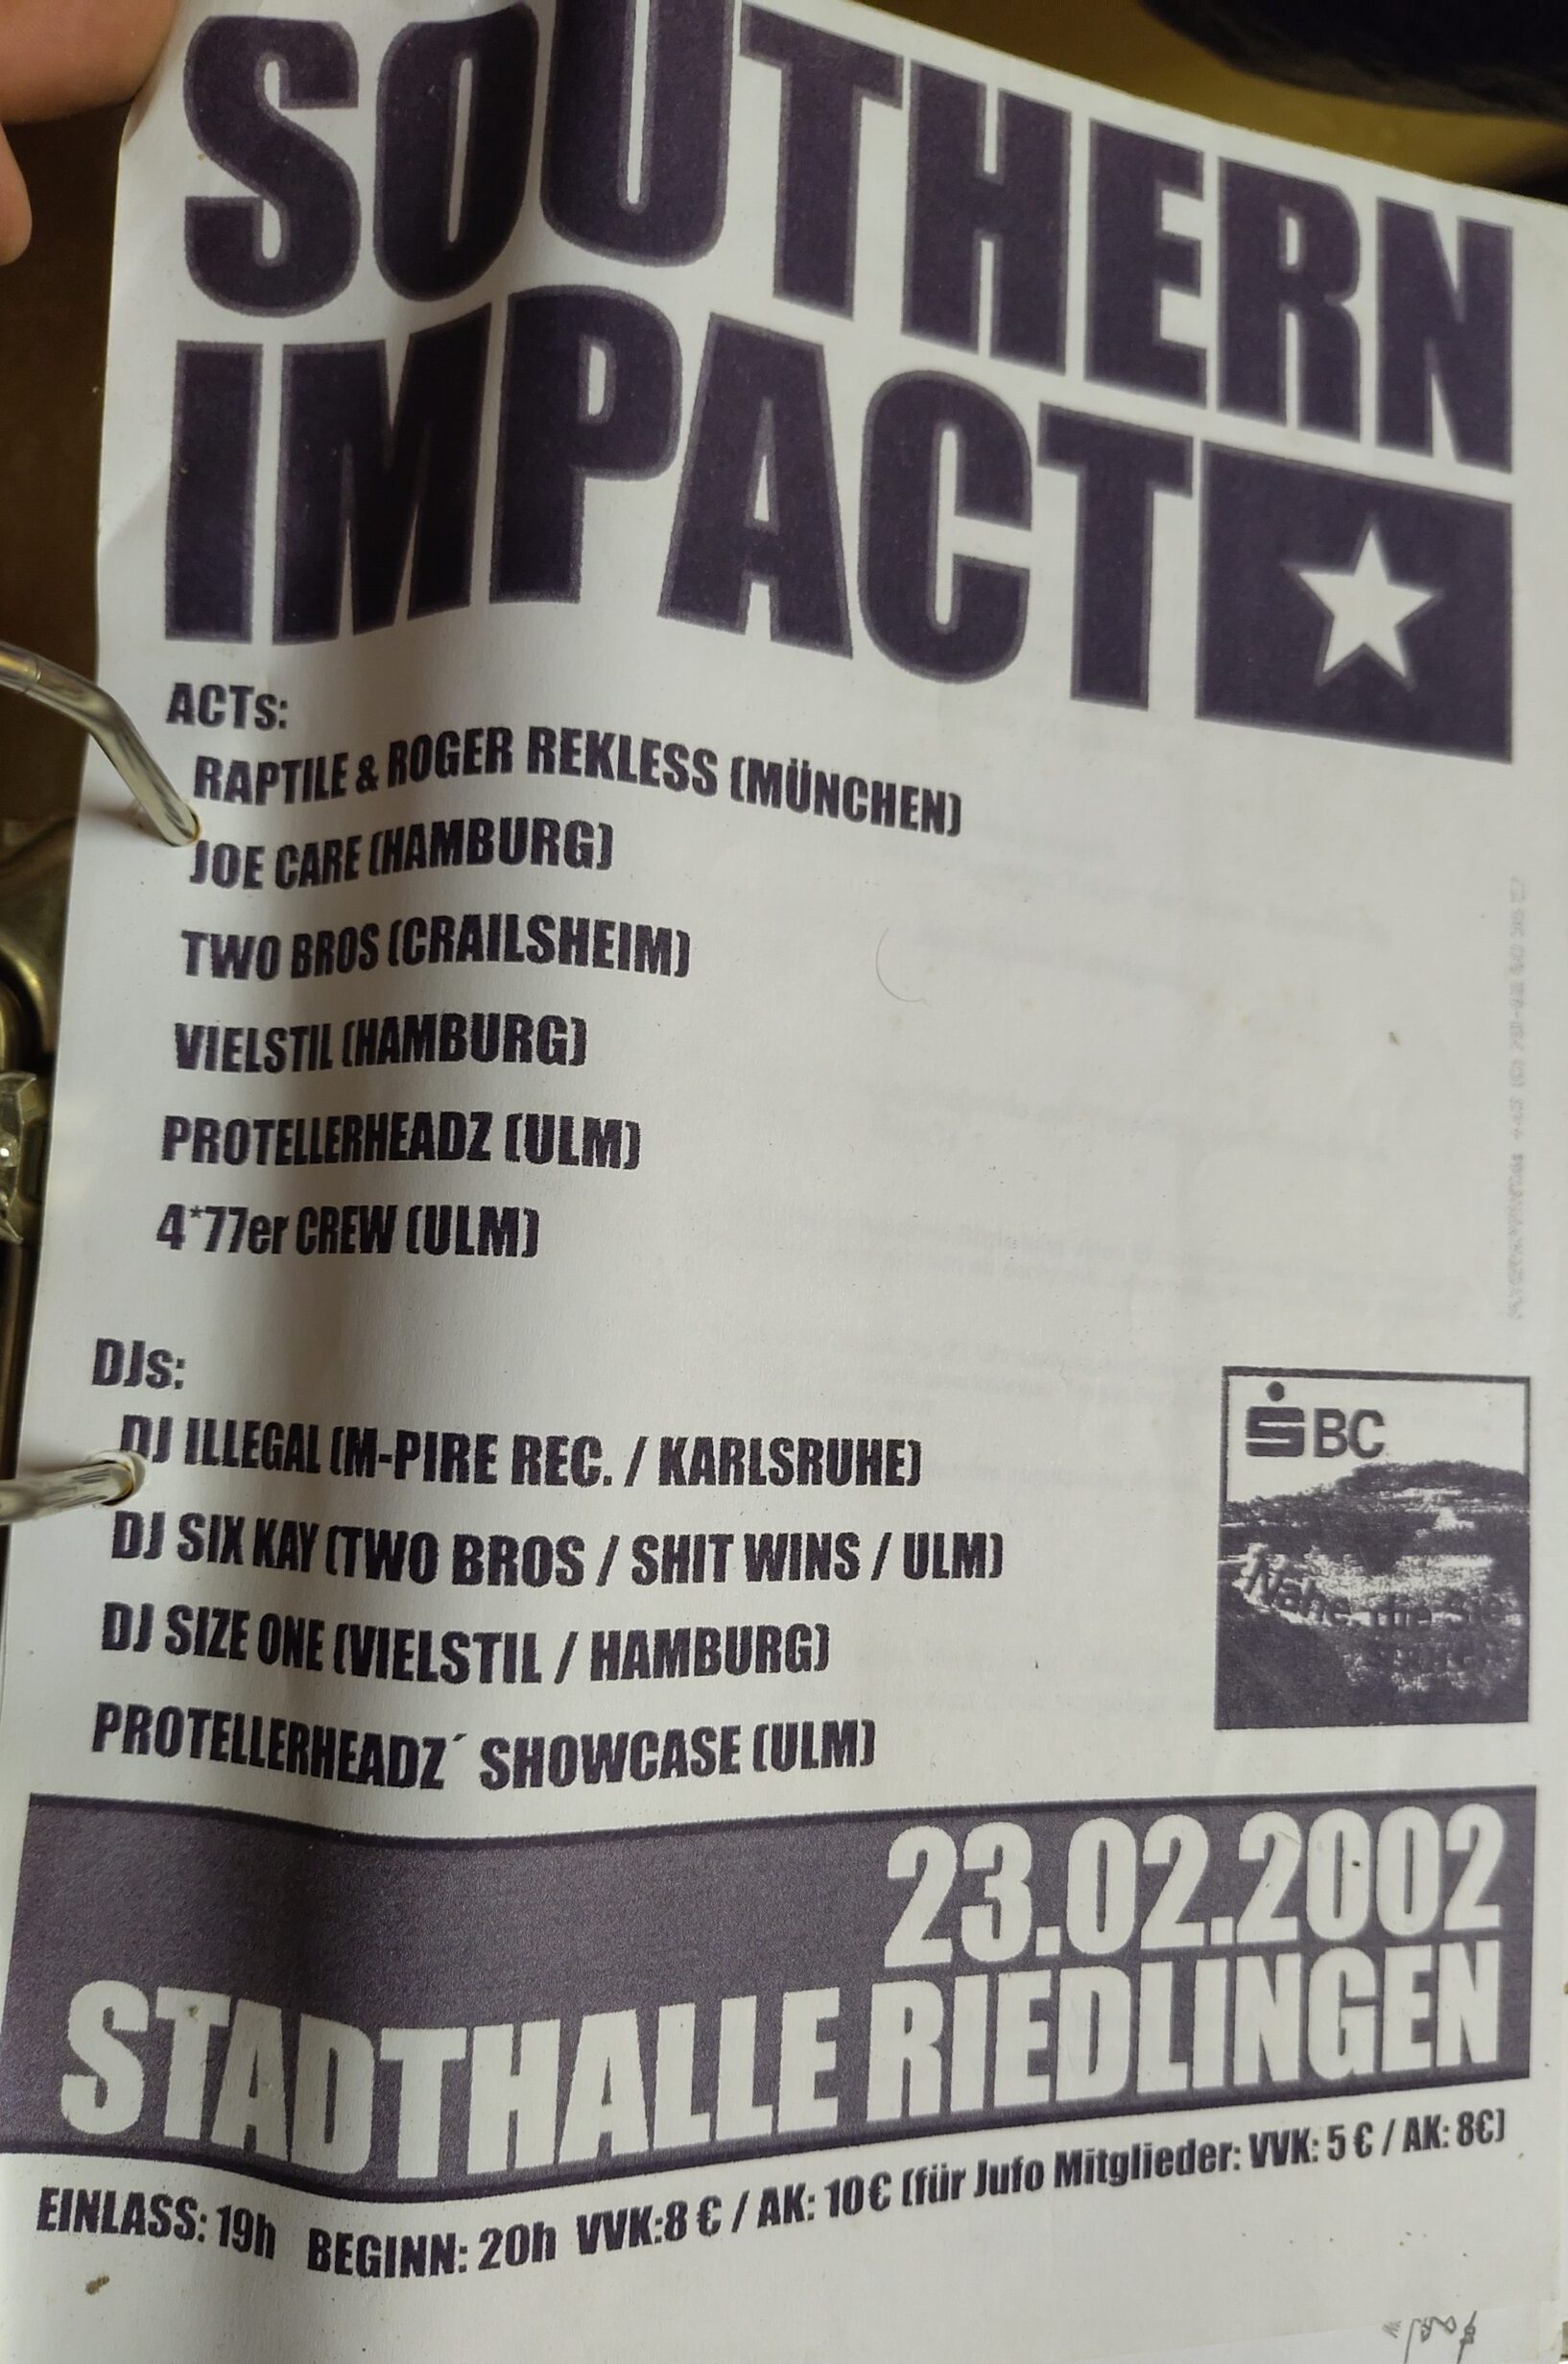 SOUTHERN
IMPACT
ACTs:
RAPTILE & ROGER REKLESS (MÜNCHEN)
JOE CARE (HAMBURG)
TWO BROS (CRAILSHEIM)
VIELSTIL (HAMBURG)
PROTELLERHEADZ (ULM)
4*77er CREW (ULM)
DJs:
DJ ILLEGAL (M-PIRE REC. / KARLSRUHE)
DJ SIX KAY (TWO BROS / SHIT WINS / ULM)
DJ SIZE ONE (VIELSTIL / HAMBURG)
PROTELLERHEADZ´ SHOWCASE (ULM)
BC
Nähe, die Sie
23.02.2002
STADTHALLE RIEDLINGEN
EINLASS: 19h BEGINN: 20h VVK:8 € / AK: 10€ (für Jufo Mitglieder: VVK: 5 € / AK: 8€)